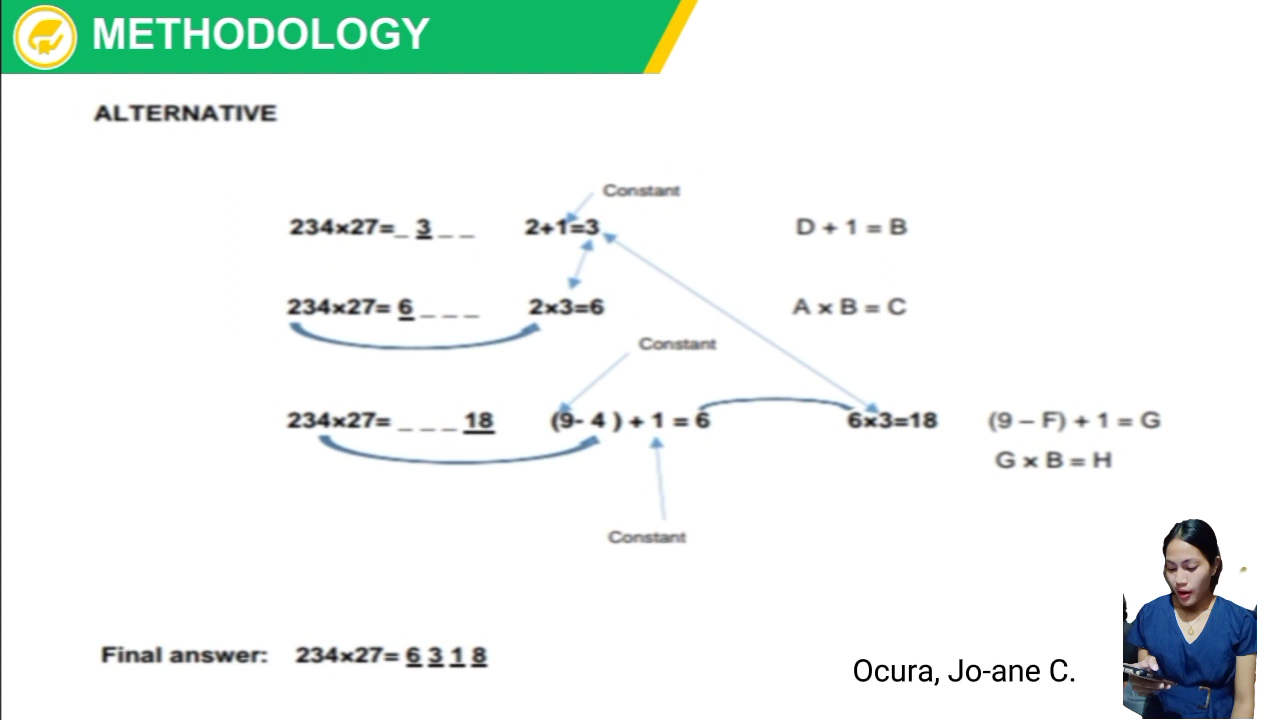 METHODOLOGY
ALTERNATIVE
Constant
234×27=_ 3 _ _ 2+1=3 D + 1 = B
234×27= 6 _ _ _ 2×3=6 A × B = C
Constant
234×27= _ _ _ 18 (9- 4 ) + 1 = 6 6×3=18 (9 – F) + 1 = G
G × B = H
Constant
Final answer: 234×27= 6 3 1 8
Ocura, Jo-ane C.